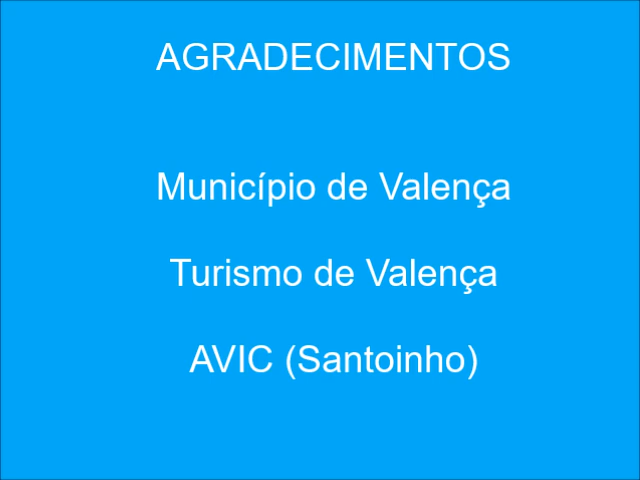 AGRADECIMENTOS
Município de Valença
Turismo de Valença
AVIC (Santoinho)